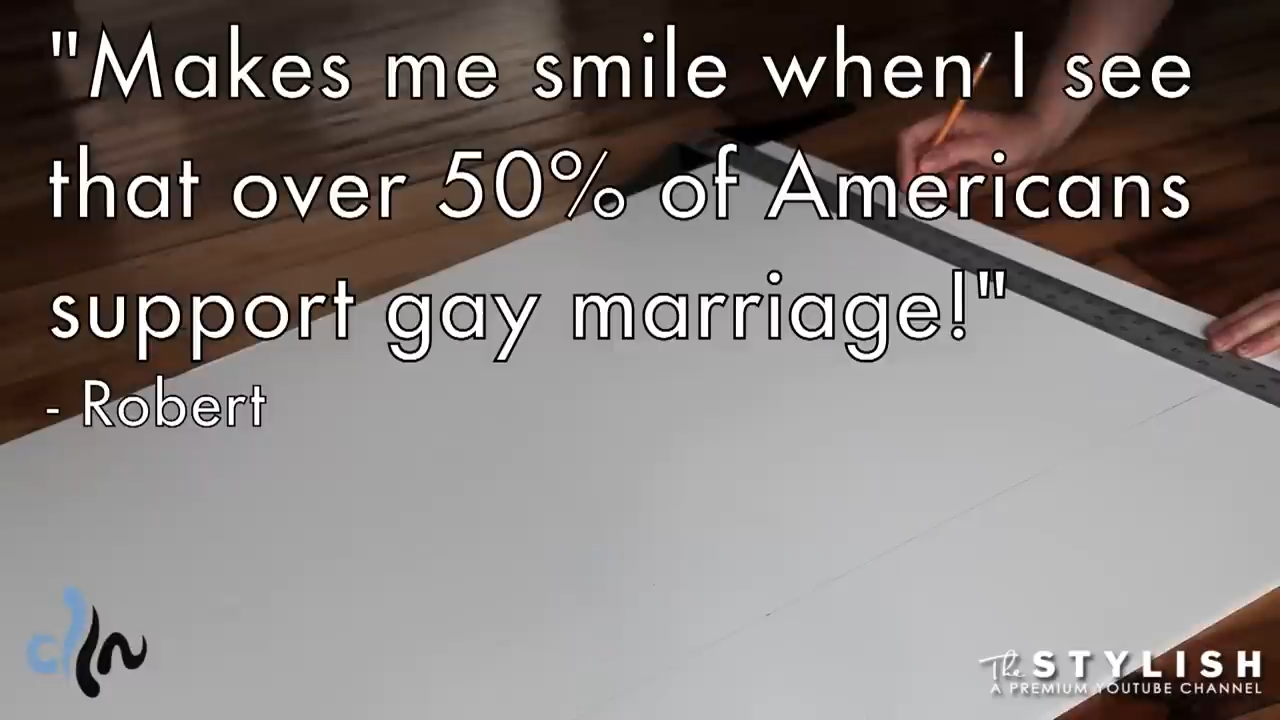 "Makes me smile when I see
that over 50% of Americans
support gay marriage!"
- Robert
The STYLISH
A PREMIUM YOUTUBE CHANNEL